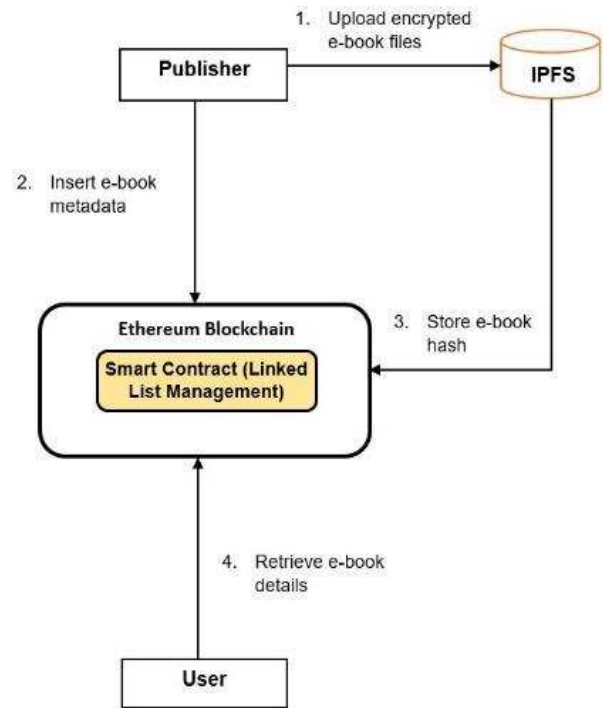 1. Upload encrypted
e-book files
Publisher
IPFS
2. Insert e-book
metadata
3. Store e-book
hash
Ethereum Blockchain
Smart Contract (Linked
List Management)
4. Retrieve e-book
details
User